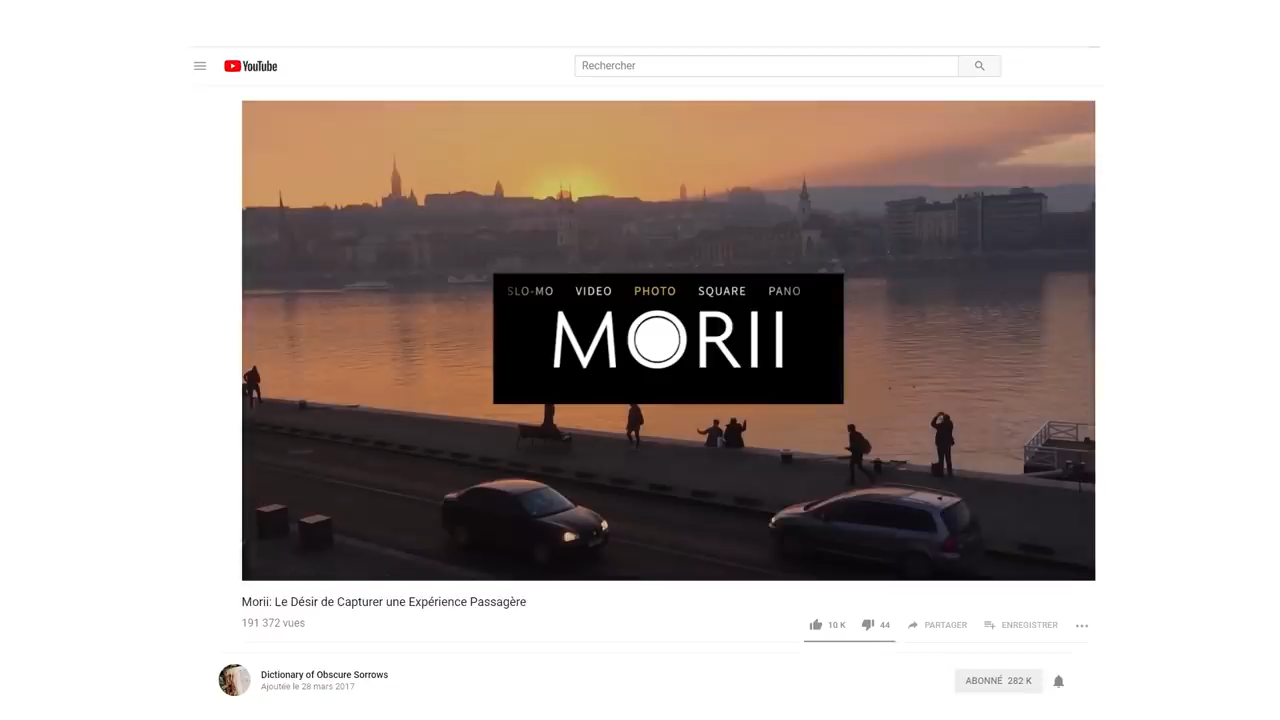 YouTube
Rechercher
SLO-MO VIDEO PHOTO SQUARE PANO
MORII
Morii: Le Désir de Capturer une Expérience Passagère
191 372 vues
10 K 44 PARTAGER ENREGISTRER
Dictionary of Obscure Sorrows
Ajoutée le 28 mars 2017
ABONNÉ 282 K